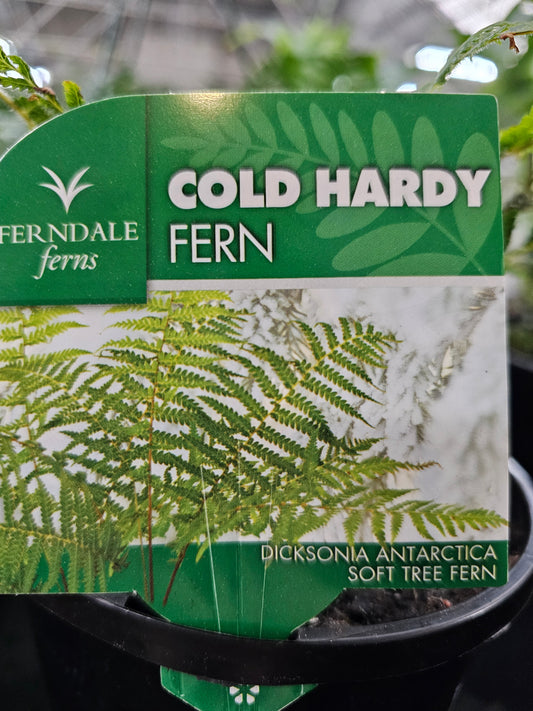 FERNDALE
ferns
COLD HARDY
FERN
DICKSONIA ANTARCTICA
SOFT TREE FERN